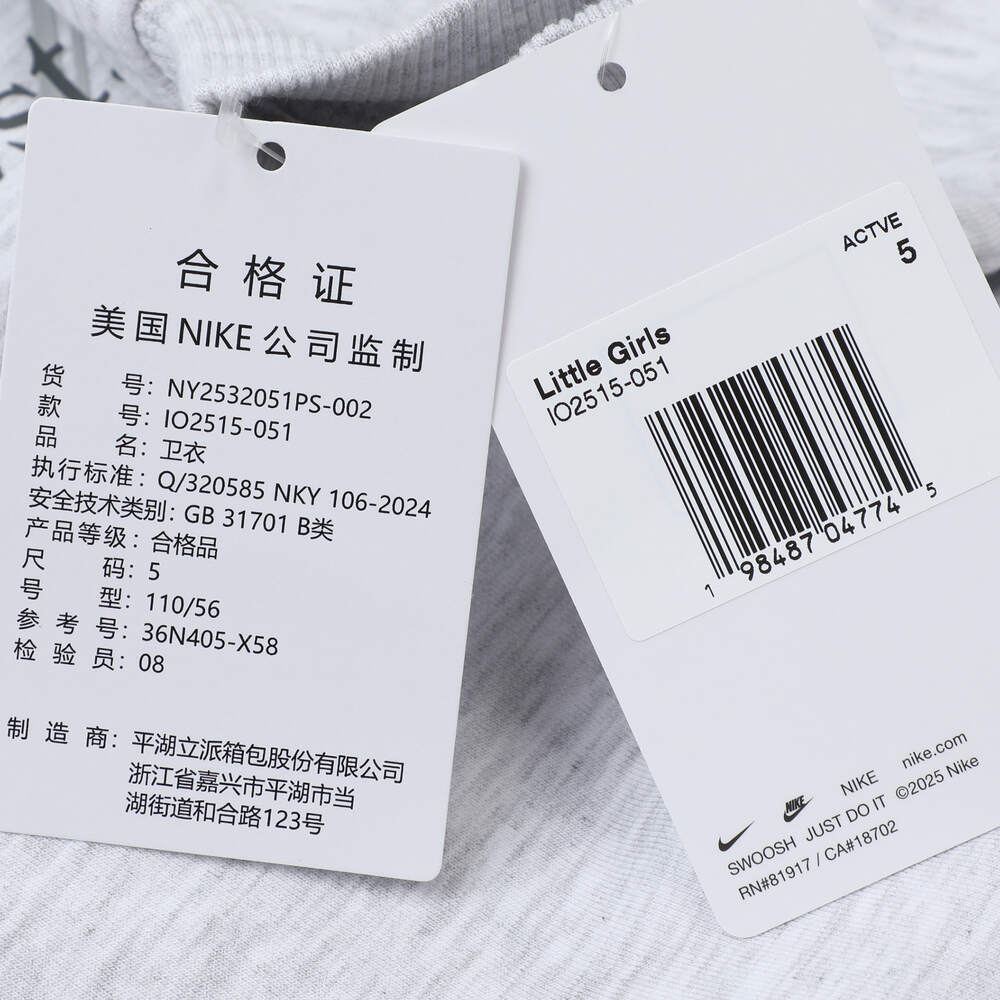 合格证
美国NIKE公司监制
货号：NY2532051PS-002
款号：IO2515-051
品名：卫衣
执行标准：Q/320585 NKY 106-2024
安全技术类别：GB 31701 B类
产品等级：合格品
尺码：5
号型：110/56
参考号：36N405-X58
检验员：08
制造商：平湖立派箱包股份有限公司
浙江省嘉兴市平湖市当
湖街道和合路123号
ACTVE
5
Little Girls
IO2515-051
1 98487 04774 5
NIKE NIKE nike.com
SWOOSH JUST DO IT ©2025 Nike
RN#81917 / CA#18702